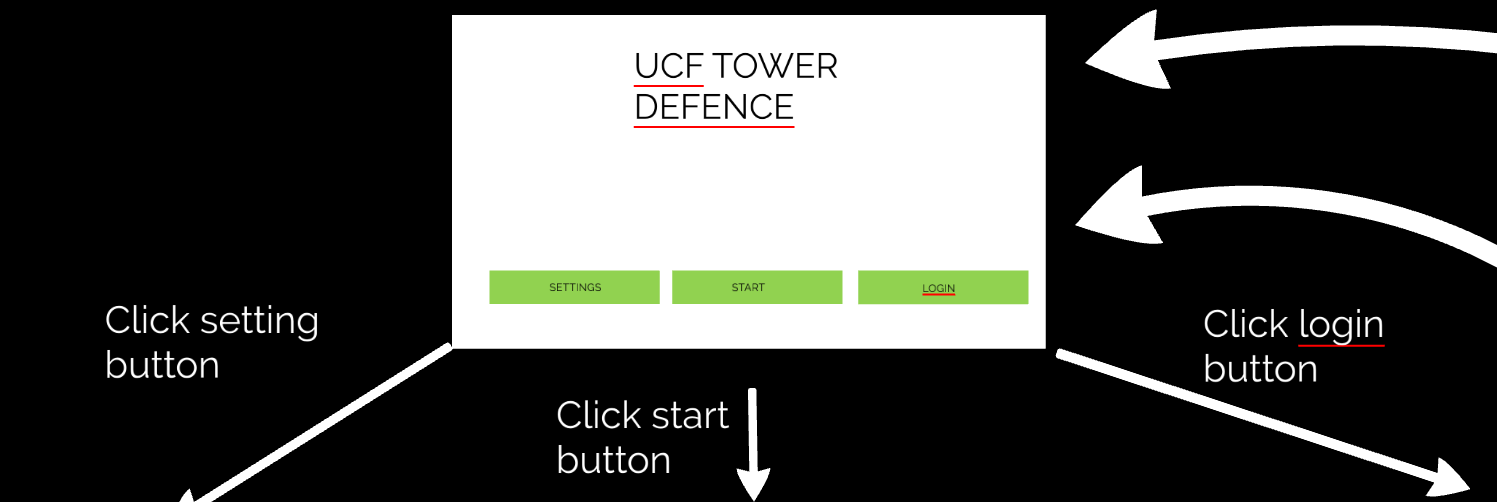 UCF TOWER
DEFENCE
SETTINGS
START
LOGIN
Click setting
button
Click login
button
Click start
button